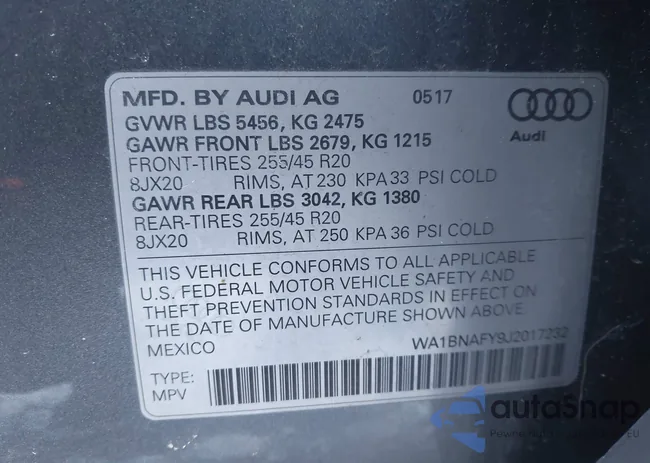 MFD. BY AUDI AG 0517
Audi
GVWR LBS 5456, KG 2475
GAWR FRONT LBS 2679, KG 1215
FRONT-TIRES 255/45 R20
8JX20 RIMS, AT 230 KPA 33 PSI COLD
GAWR REAR LBS 3042, KG 1380
REAR-TIRES 255/45 R20
8JX20 RIMS, AT 250 KPA 36 PSI COLD
THIS VEHICLE CONFORMS TO ALL APPLICABLE
U.S. FEDERAL MOTOR VEHICLE SAFETY AND
THEFT PREVENTION STANDARDS IN EFFECT ON
THE DATE OF MANUFACTURE SHOWN ABOVE
MEXICO WA1BNAFY9J2017232
TYPE:
MPV
autoSnap